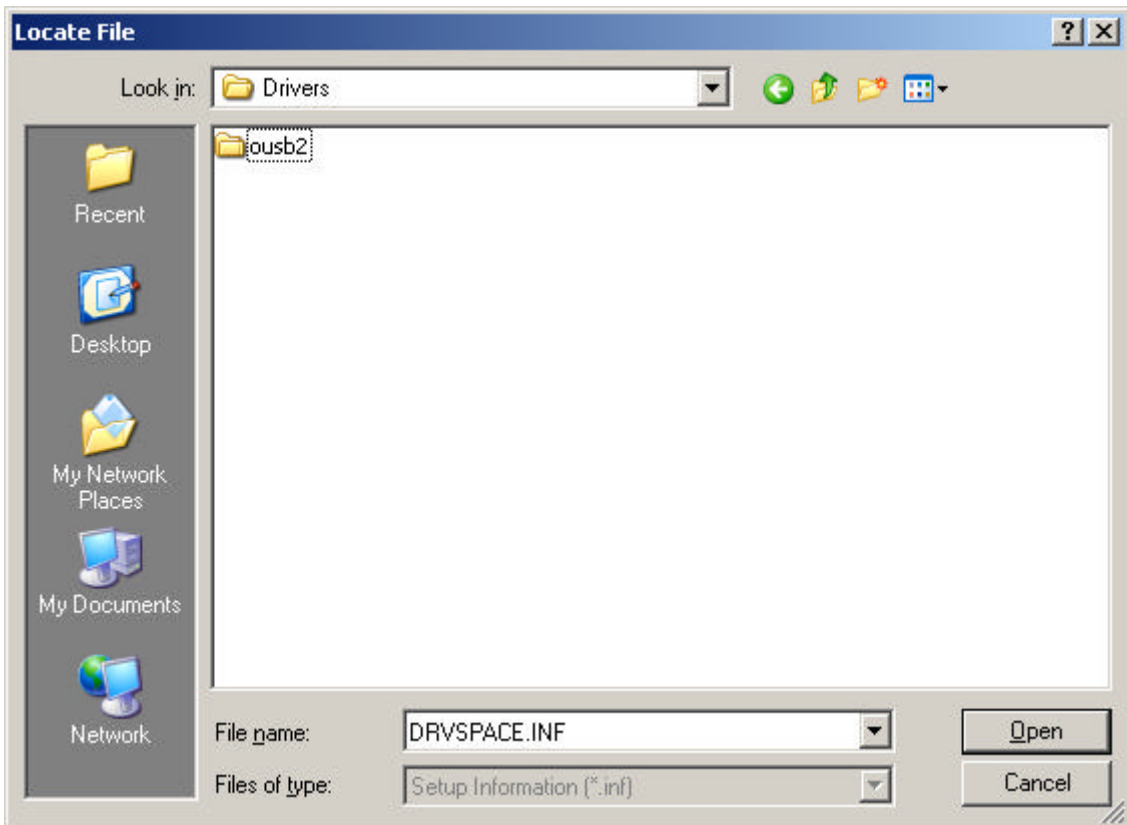 Locate File
Look in:
Drivers
ousb2
Recent
Desktop
My Network
Places
My Documents
Network
File name:
DRVSPACE.INF
Open
Files of type:
Setup Information (*.inf)
Cancel